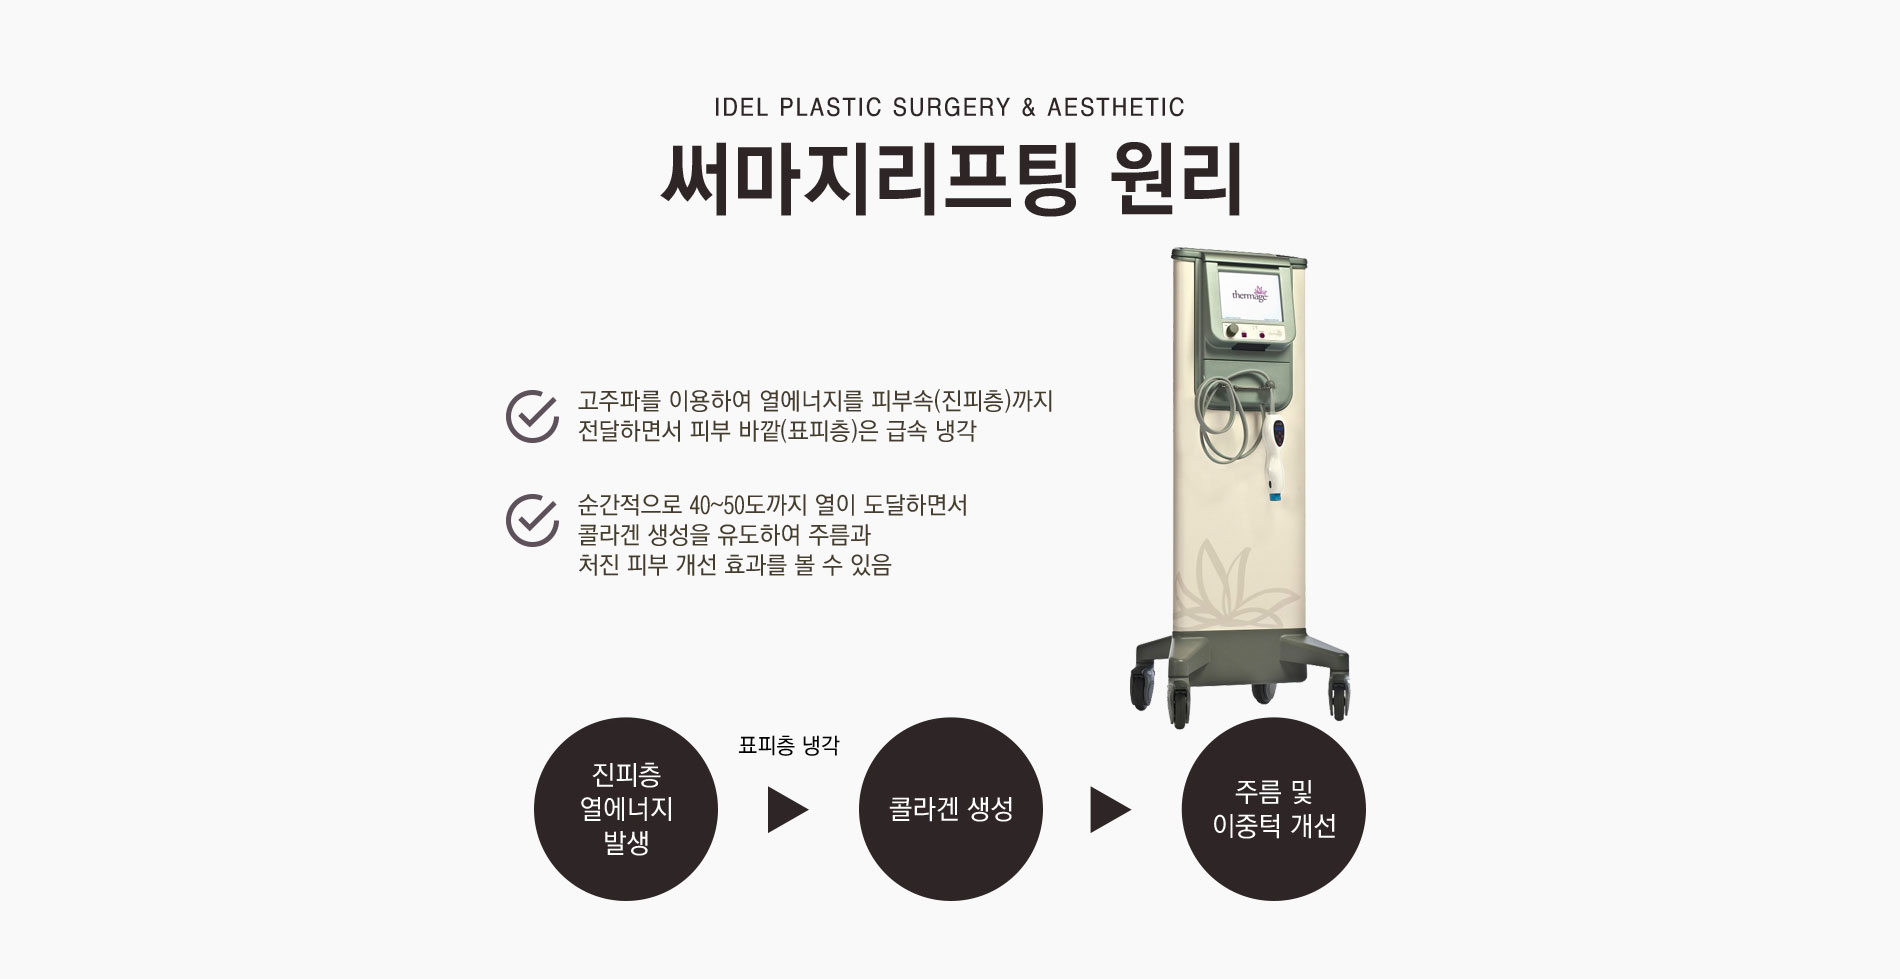 IDEL PLASTIC SURGERY & AESTHETIC
써마지리프팅 원리
thermage
고주파를 이용하여 열에너지를 피부속(진피층)까지
전달하면서 피부 바깥(표피층)은 급속 냉각
순간적으로 40~50도까지 열이 도달하면서
콜라겐 생성을 유도하여 주름과
처진 피부 개선 효과를 볼 수 있음
진피층
열에너지
발생
표피층 냉각
콜라겐 생성
주름 및
이중턱 개선